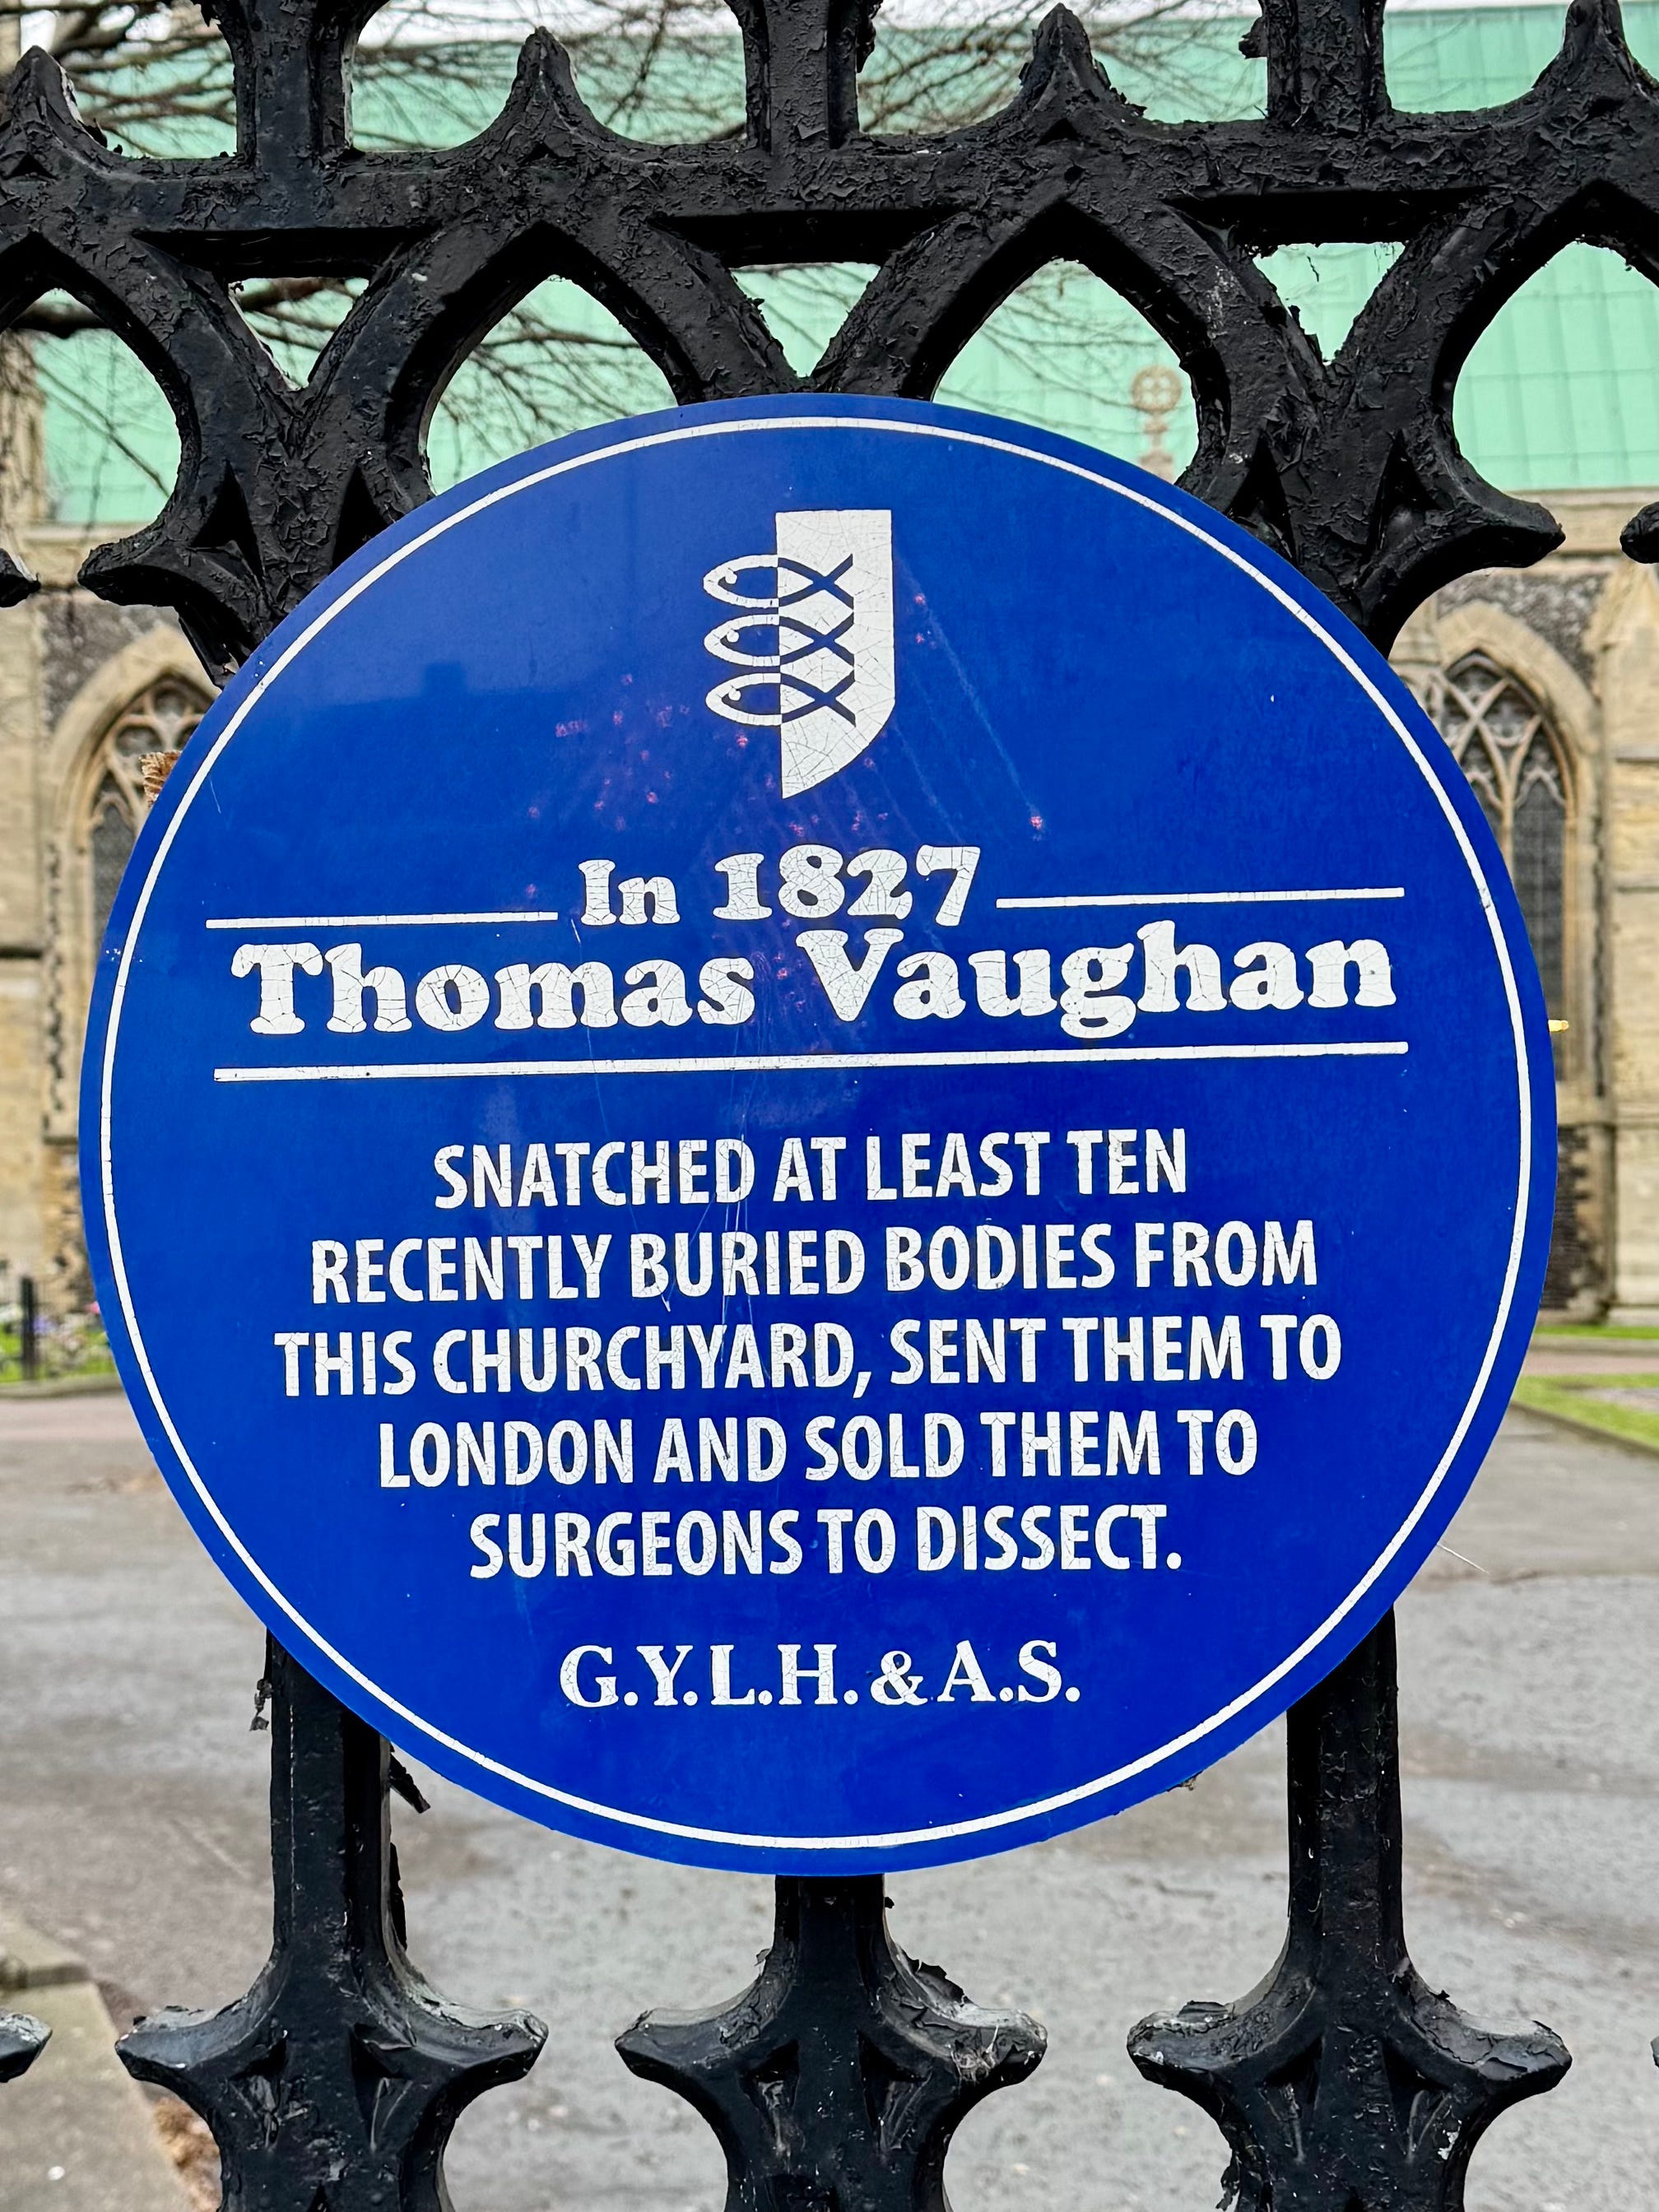 In 1827
Thomas Vaughan
SNATCHED AT LEAST TEN
RECENTLY BURIED BODIES FROM
THIS CHURCHYARD, SENT THEM TO
LONDON AND SOLD THEM TO
SURGEONS TO DISSECT.
G.Y.L.H. & A.S.